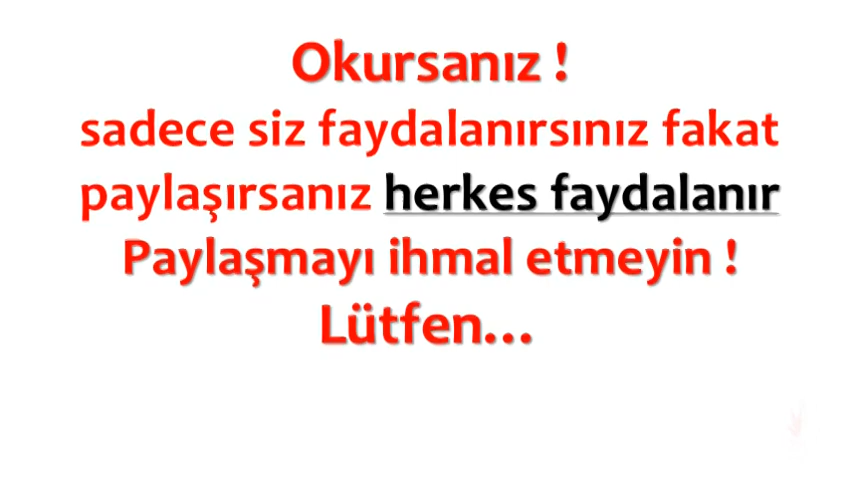 Okursanız !
sadece siz faydalanırsınız fakat
paylaşırsanız herkes faydalanır
Paylaşmayı ihmal etmeyin !
Lütfen...